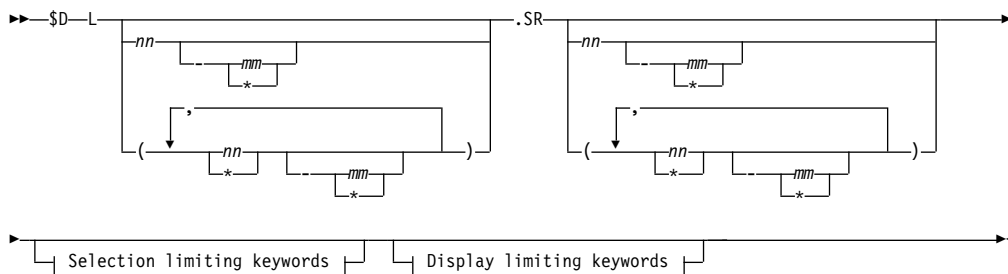 $D L .SR
nn nn
- mm - mm
* *
, ,
( nn - mm ) ( nn - mm )
* * * *
Selection limiting keywords Display limiting keywords